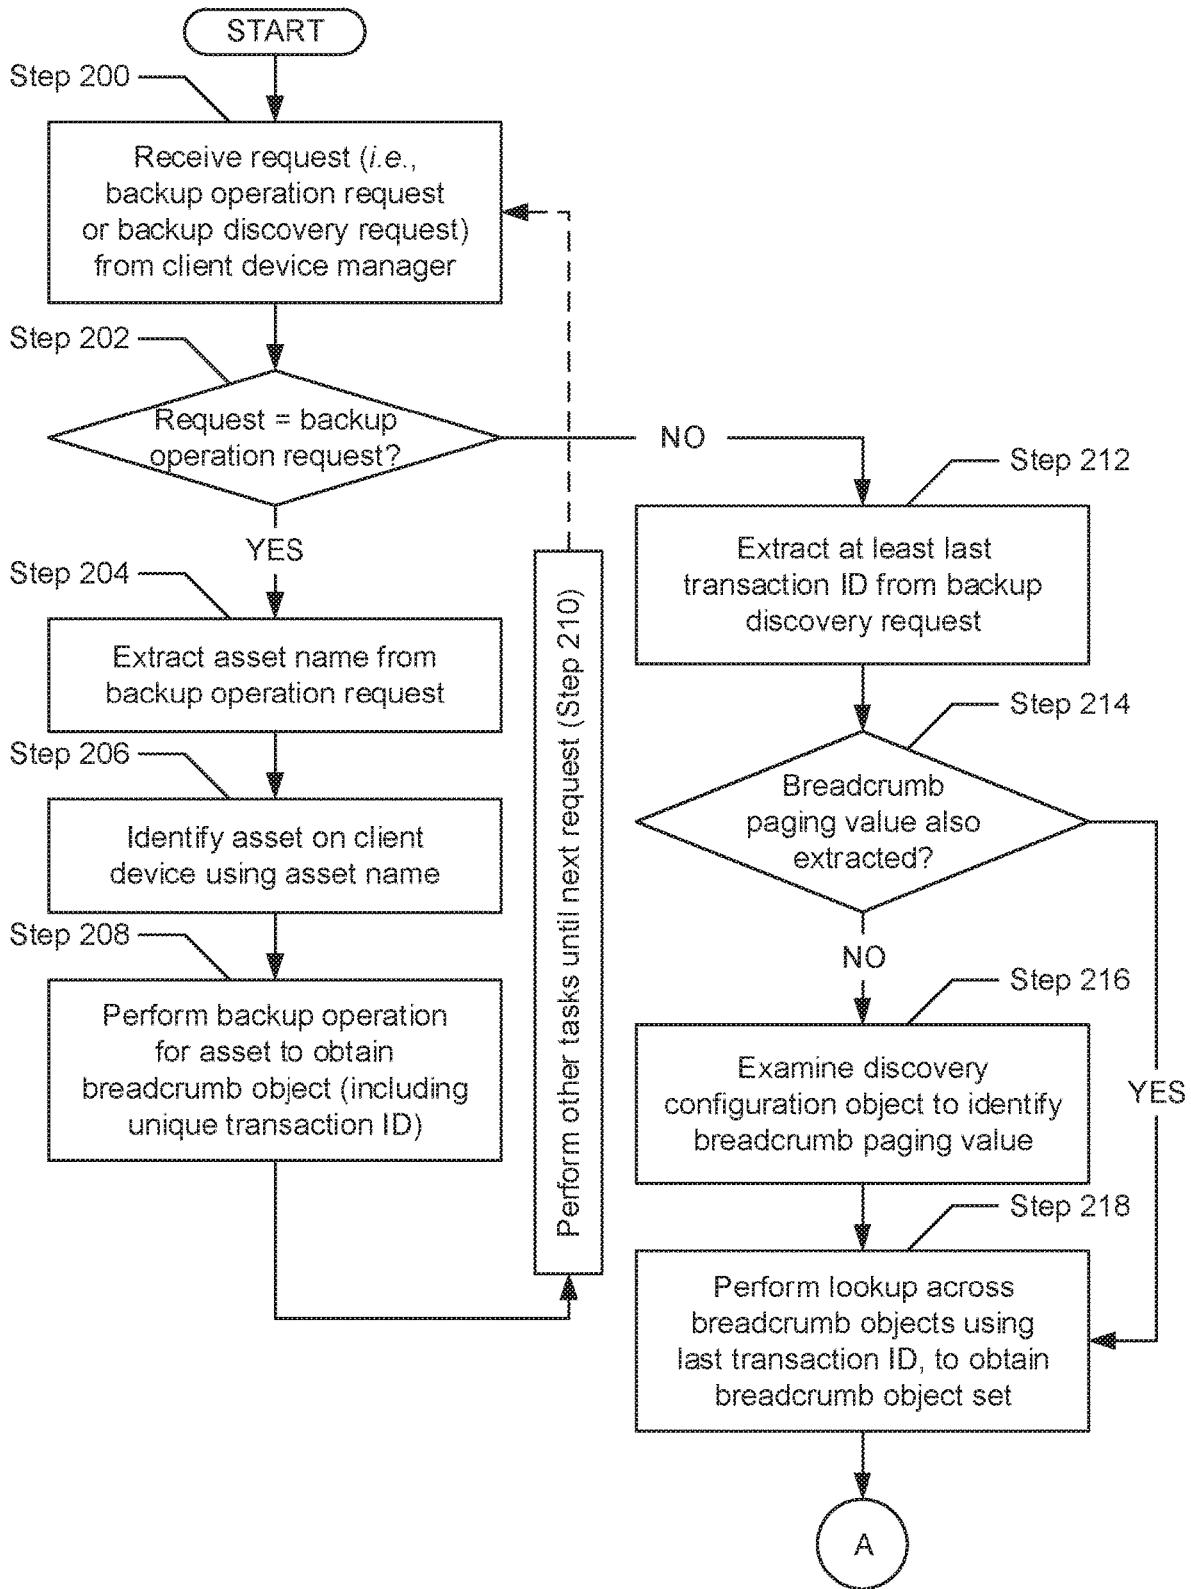 START
Step 200
Receive request (i.e.,
backup operation request
or backup discovery request)
from client device manager
Step 202
Request = backup
operation request?
NO
YES
Step 204
Extract asset name from
backup operation request
Step 206
Identify asset on client
device using asset name
Step 208
Perform backup operation
for asset to obtain
breadcrumb object (including
unique transaction ID)
Perform other tasks until next request (Step 210)
Step 212
Extract at least last
transaction ID from backup
discovery request
Step 214
Breadcrumb
paging value also
extracted?
NO
YES
Step 216
Examine discovery
configuration object to identify
breadcrumb paging value
Step 218
Perform lookup across
breadcrumb objects using
last transaction ID, to obtain
breadcrumb object set
A